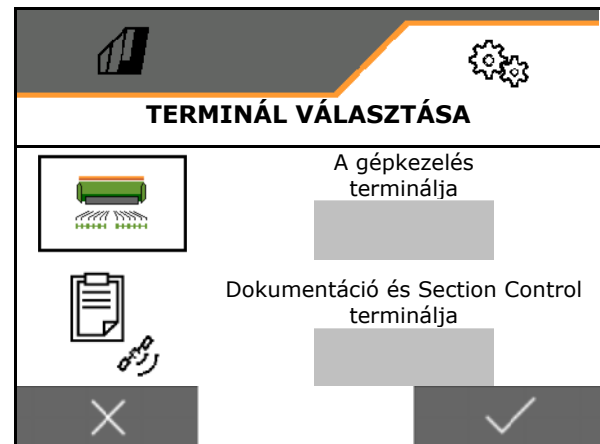 TERMINÁL VÁLASZTÁSA
A gépkezelés
terminálja
Dokumentáció és Section Control
terminálja